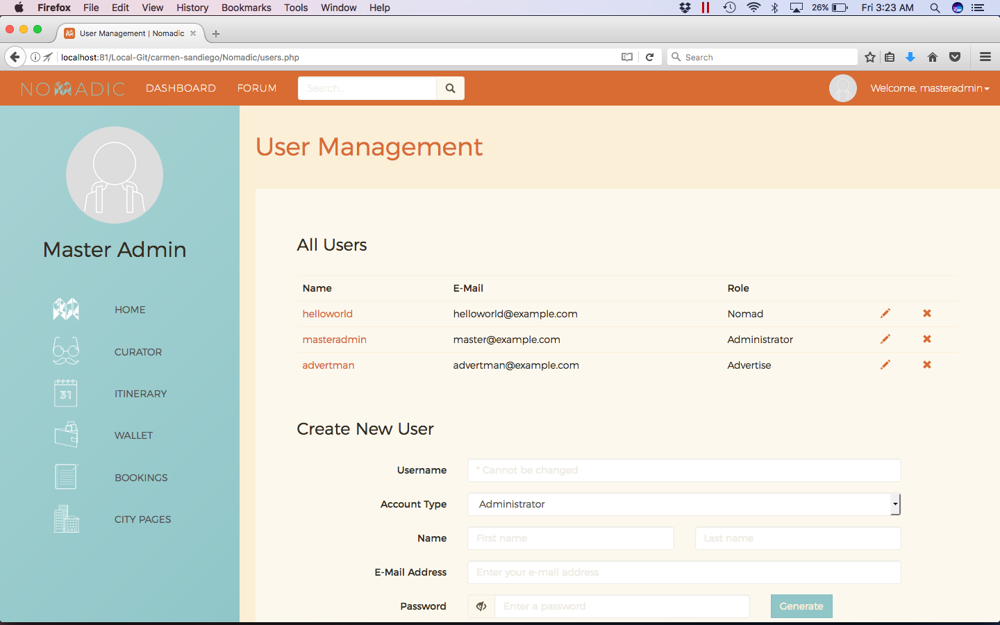 Firefox File Edit View History Bookmarks Tools Window Help 26% Fri 3:23 AM
User Management | Nomadic
localhost:81/Local-Git/carmen-sandiego/Nomadic/users.php Search
NOMADIC DASHBOARD FORUM Search... Welcome, masteradmin
User Management
Master Admin
HOME
CURATOR
31 ITINERARY
WALLET
BOOKINGS
CITY PAGES
All Users
Name E-Mail Role
helloworld helloworld@example.com Nomad
masteradmin master@example.com Administrator
advertman advertman@example.com Advertise
Create New User
Username * Cannot be changed
Account Type Administrator
Name First name Last name
E-Mail Address Enter your e-mail address
Password Enter a password Generate